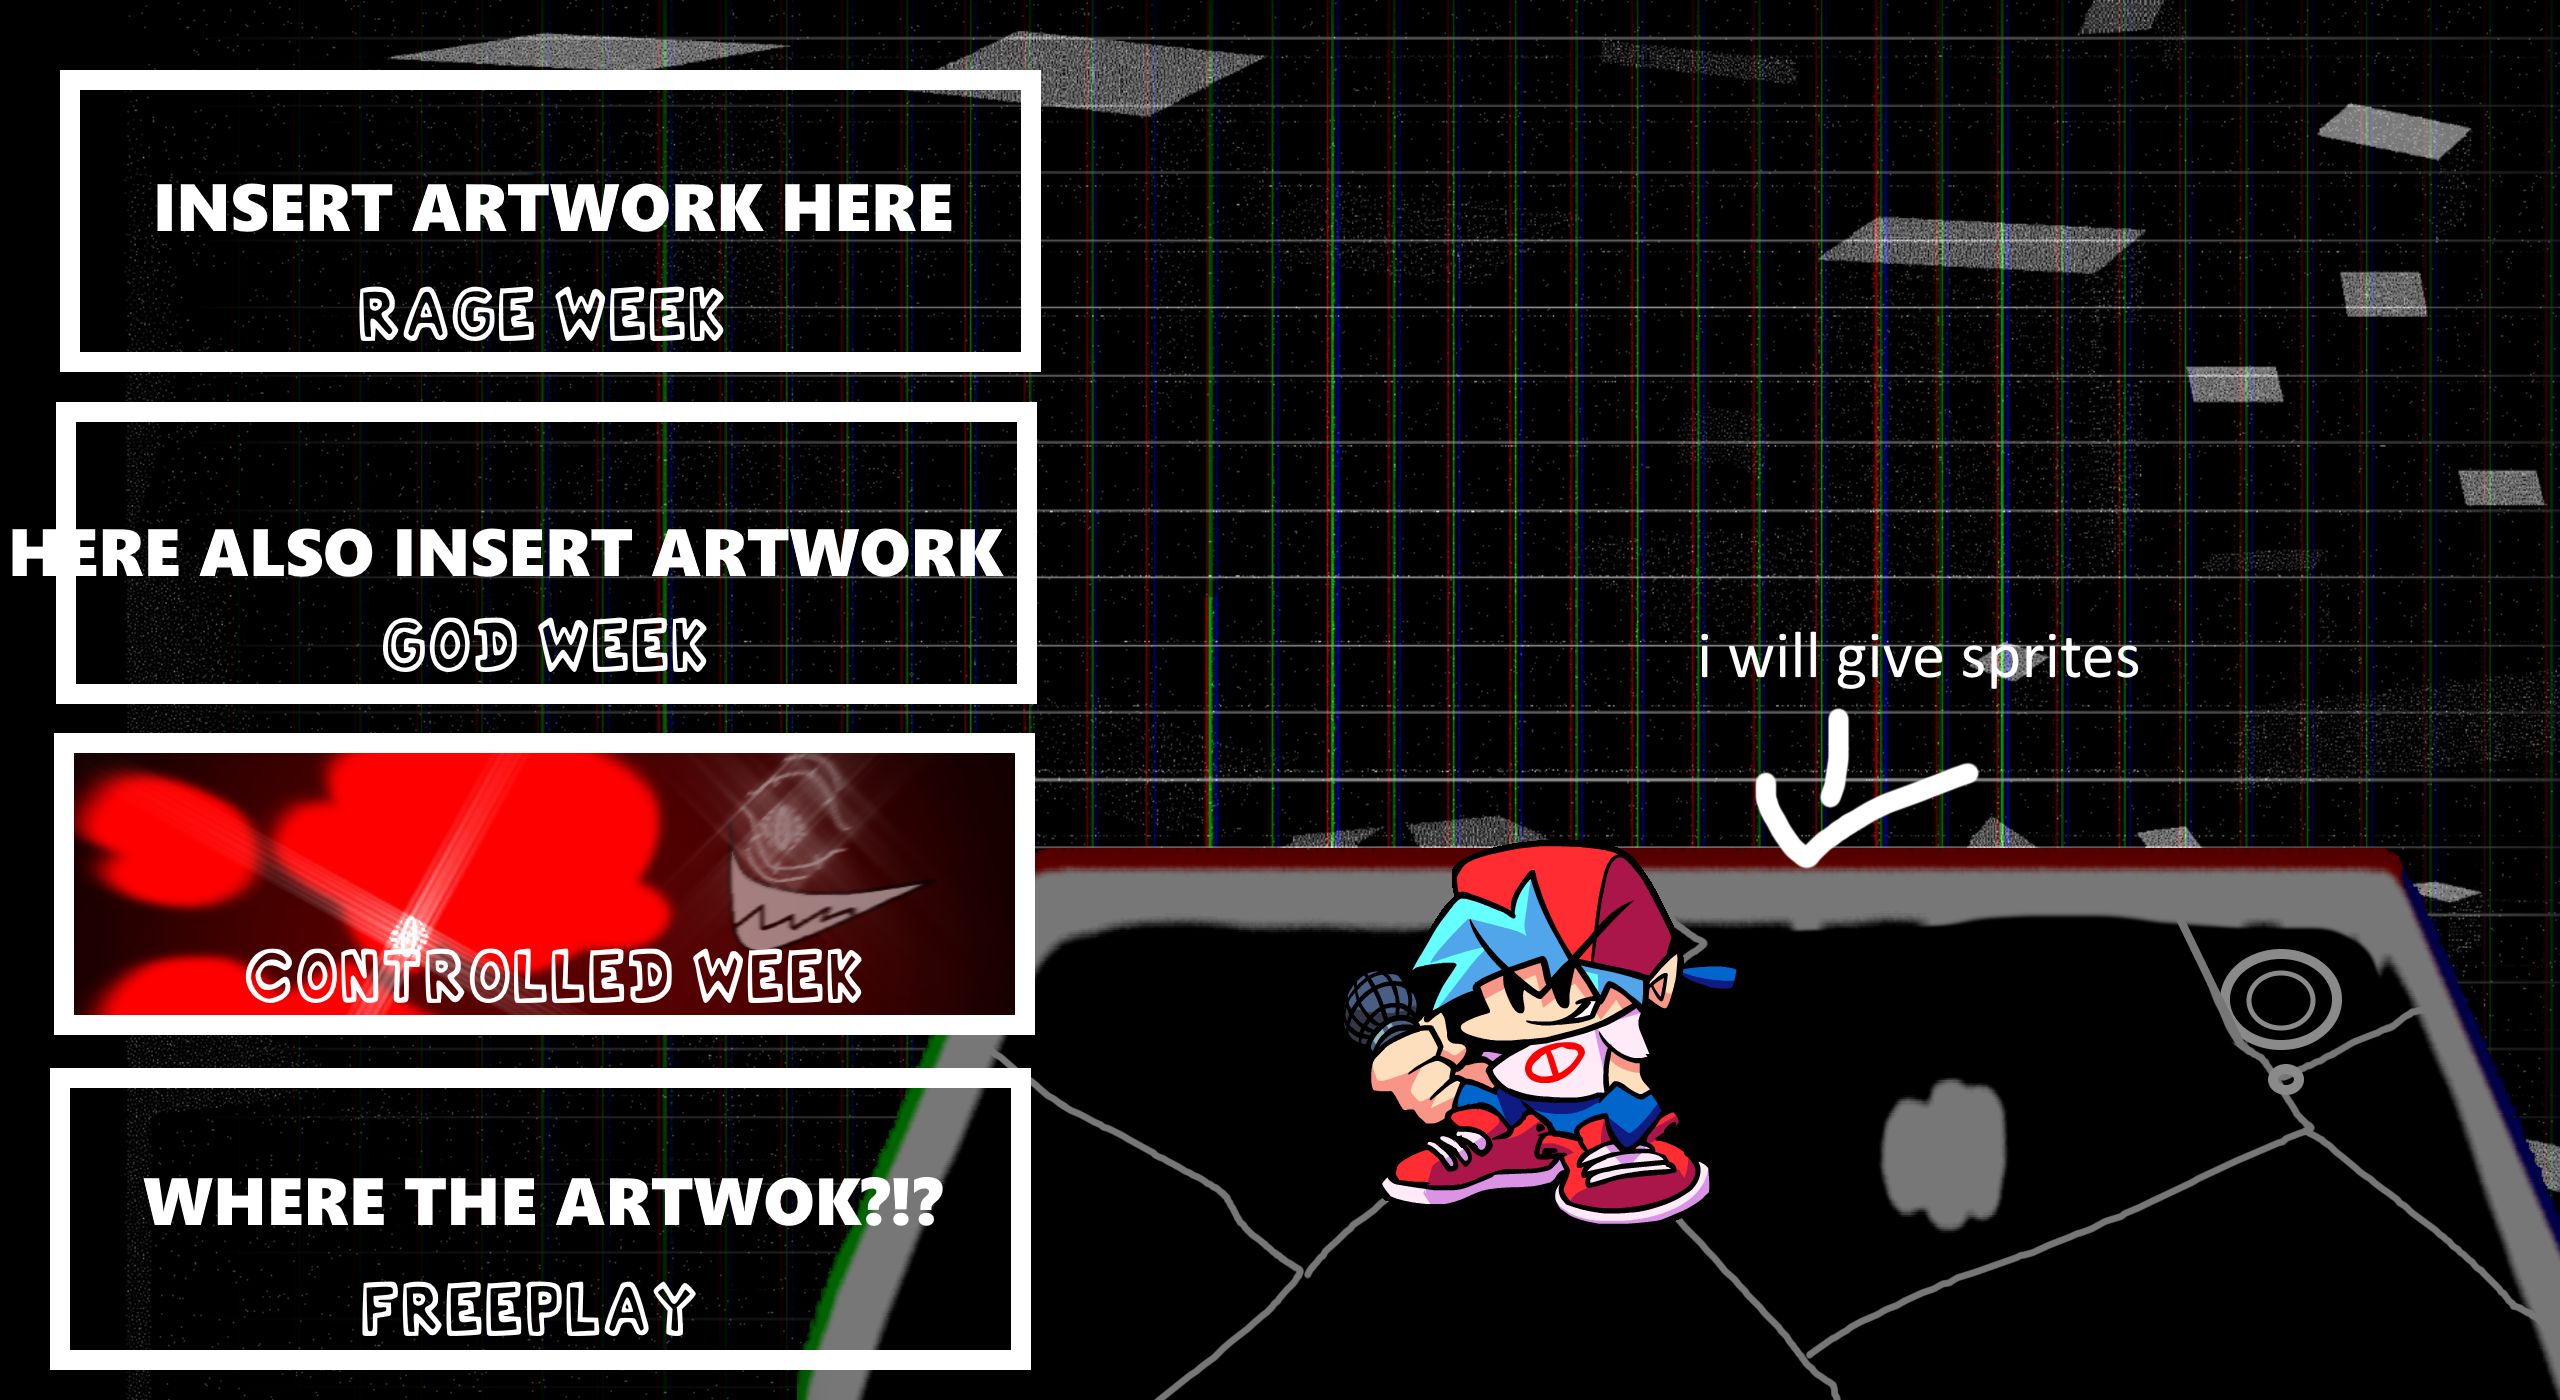 INSERT ARTWORK HERE
RAGE WEEK
HERE ALSO INSERT ARTWORK
GOD WEEK
i will give sprites
CONTROLLED WEEK
WHERE THE ARTWOK?!?
FREEPLAY